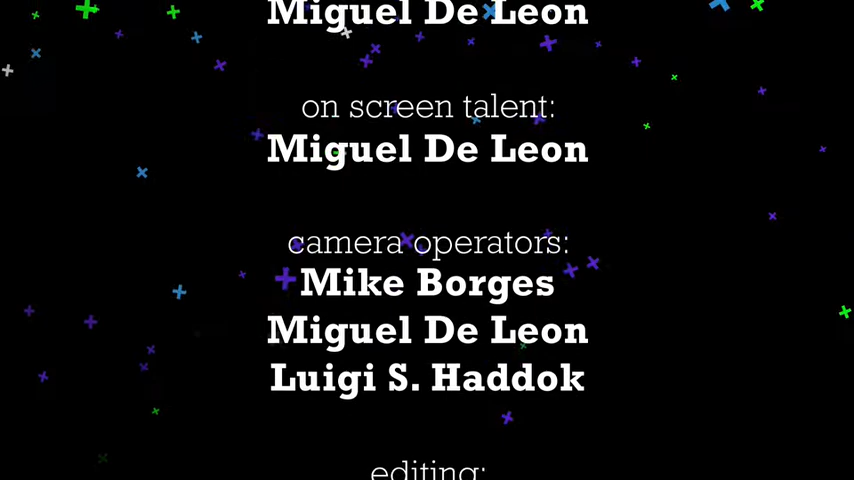 Miguel De Leon
on screen talent:
Miguel De Leon
camera operators:
Mike Borges
Miguel De Leon
Luigi S. Haddok
editing: